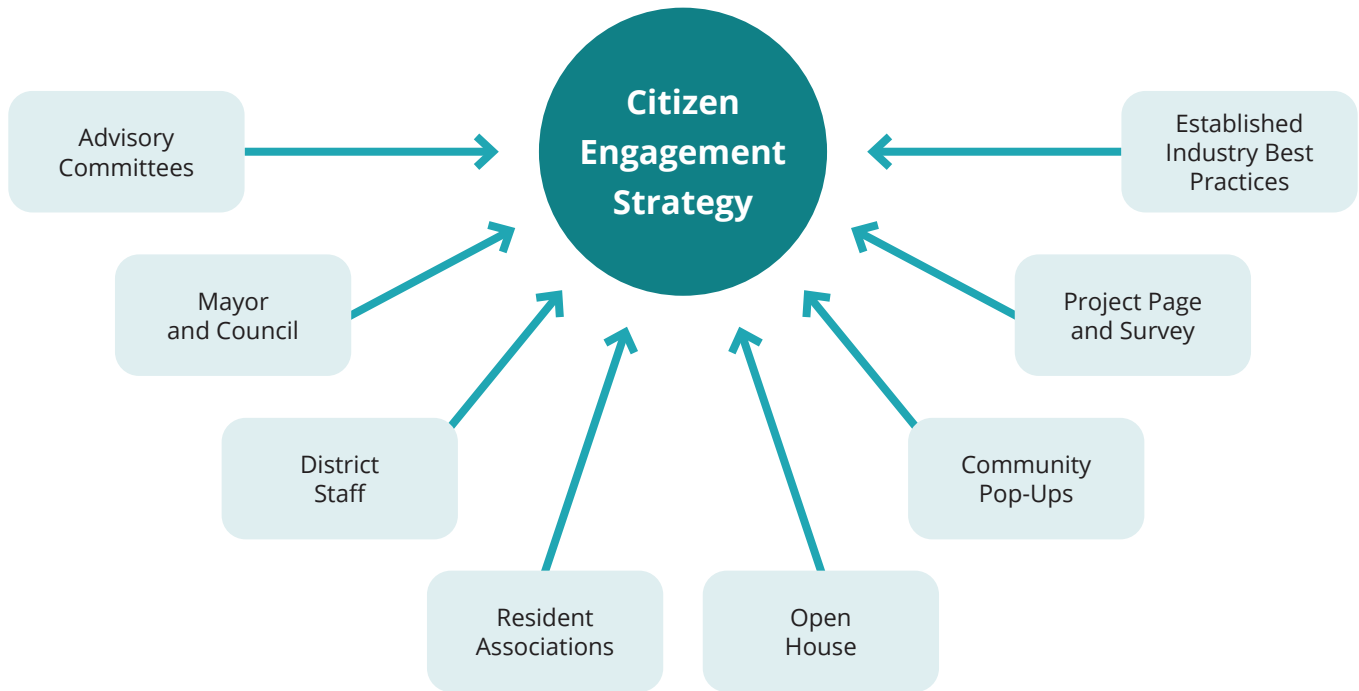 Citizen
Engagement
Strategy
Advisory
Committees
Established
Industry Best
Practices
Mayor
and Council
Project Page
and Survey
District
Staff
Community
Pop-Ups
Resident
Associations
Open
House